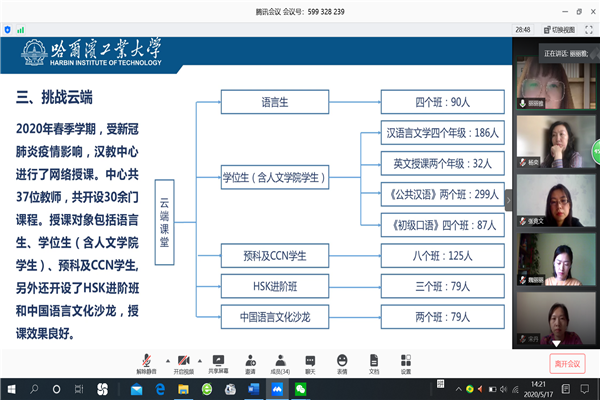 腾讯会议 会议号：599 328 239
28:48
切换视图
哈尔滨工业大学
HARBIN INSTITUTE OF TECHNOLOGY
正在讲话: 丽丽雅;
三、挑战云端
2020年春季学期，受新冠
肺炎疫情影响，汉教中心
进行了网络授课。中心共
37位教师，共开设30余门
课程。授课对象包括语言
生、学位生（含人文学院
学生）、预科及CCN学生,
另外还开设了HSK进阶班
和中国语言文化沙龙，授
课效果良好。
云端课堂
语言生
四个班：90人
学位生（含人文学院学生）
汉语言文学四个年级：186人
英文授课两个年级：32人
《公共汉语》两个班：299人
《初级口语》四个班：87人
预科及CCN学生
八个班：125人
HSK进阶班
三个班：79人
中国语言文化沙龙
两个班：79人
解除静音
开启视频
共享屏幕
邀请
成员(34)
聊天
表情
文档
设置
离开会议
14:21
2020/5/17